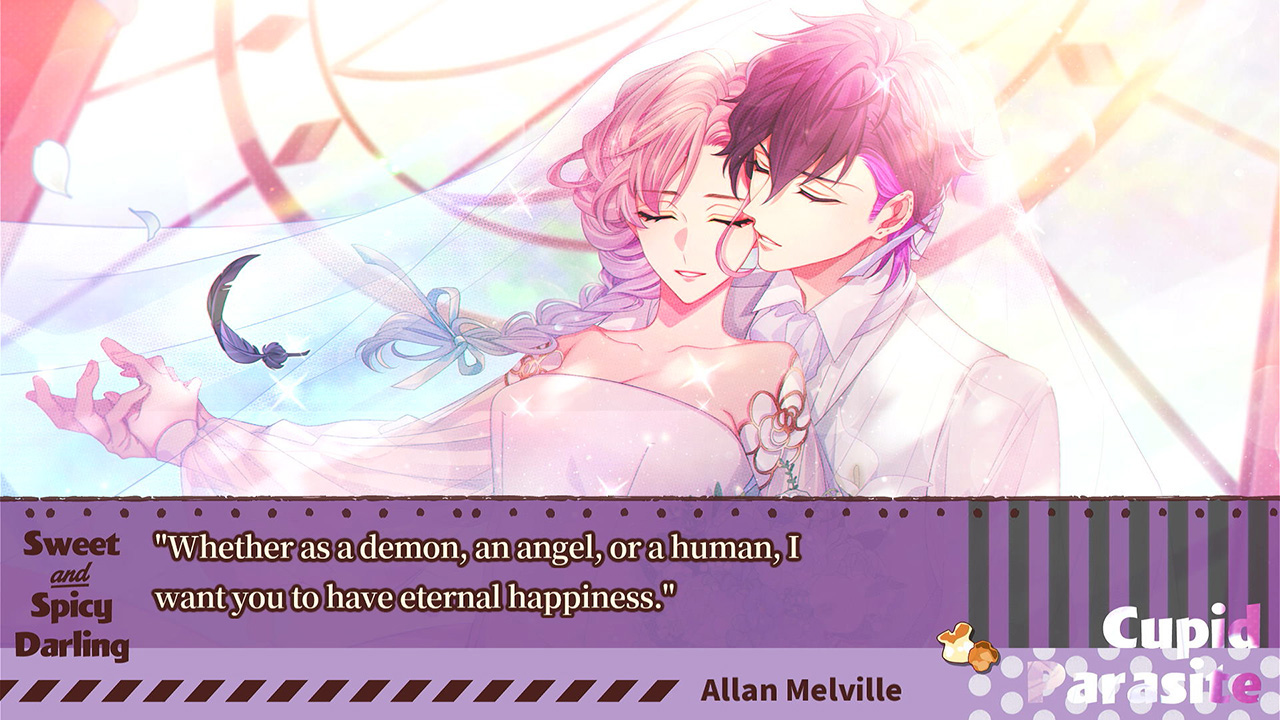 Sweet
and
Spicy
Darling
"Whether as a demon, an angel, or a human, I
want you to have eternal happiness."
Allan Melville
Cupid
Parasite